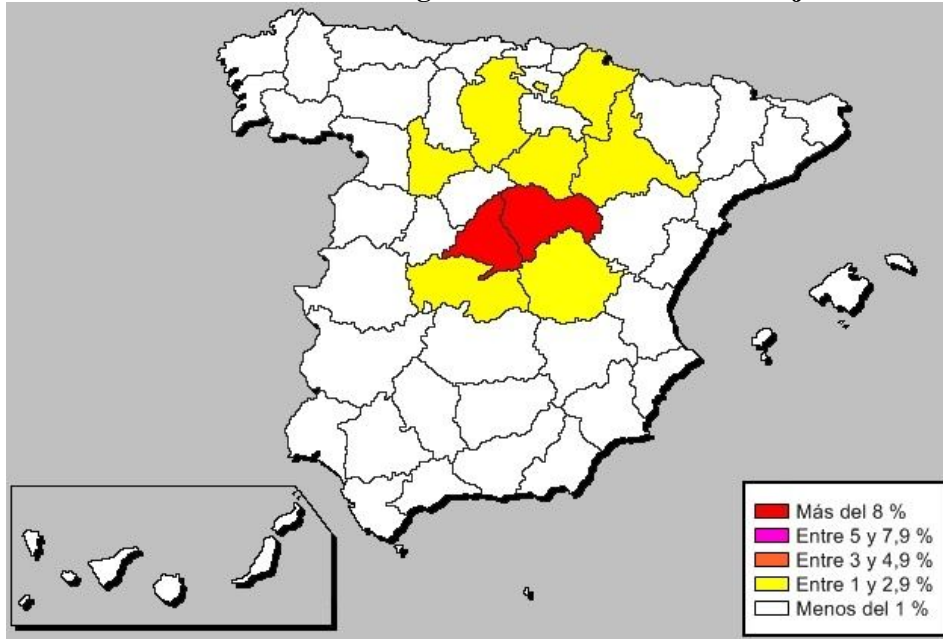 Más del 8 %
Entre 5 y 7,9 %
Entre 3 y 4,9 %
Entre 1 y 2,9 %
Menos del 1 %